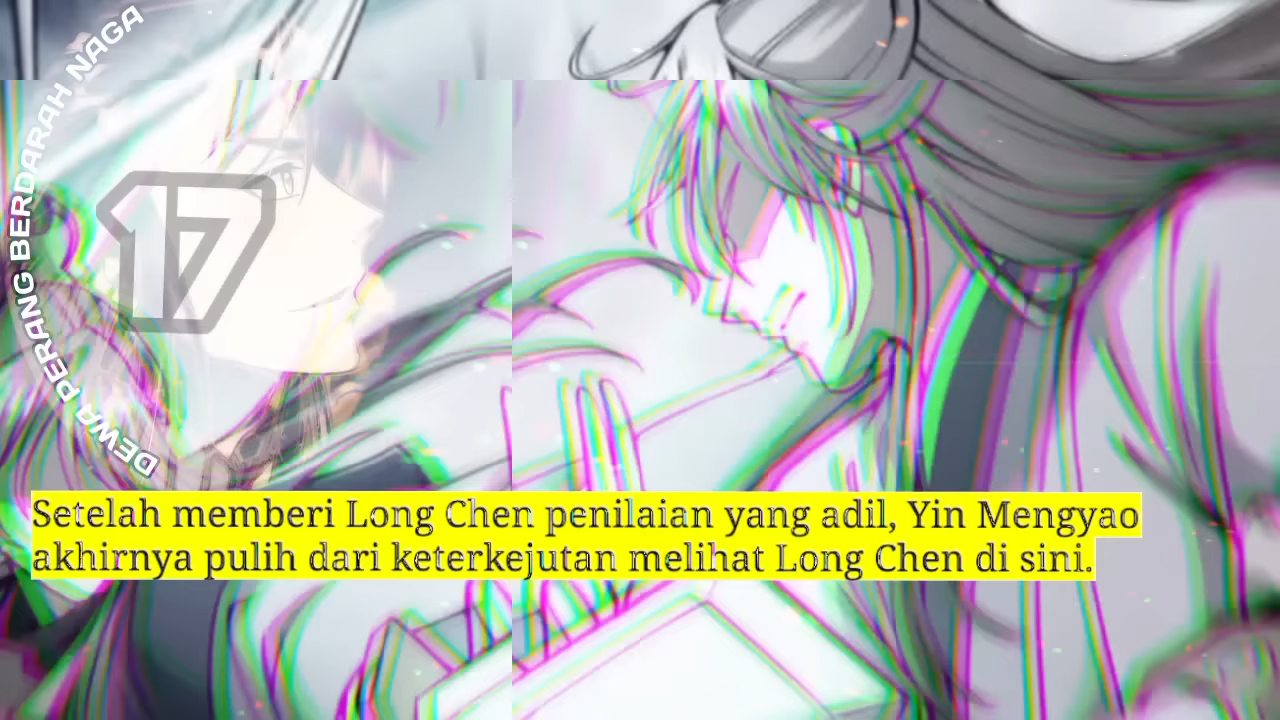 DEWA PERANG BERDARAH NAGA
17
Setelah memberi Long Chen penilaian yang adil, Yin Mengyao
akhirnya pulih dari keterkejutan melihat Long Chen di sini.